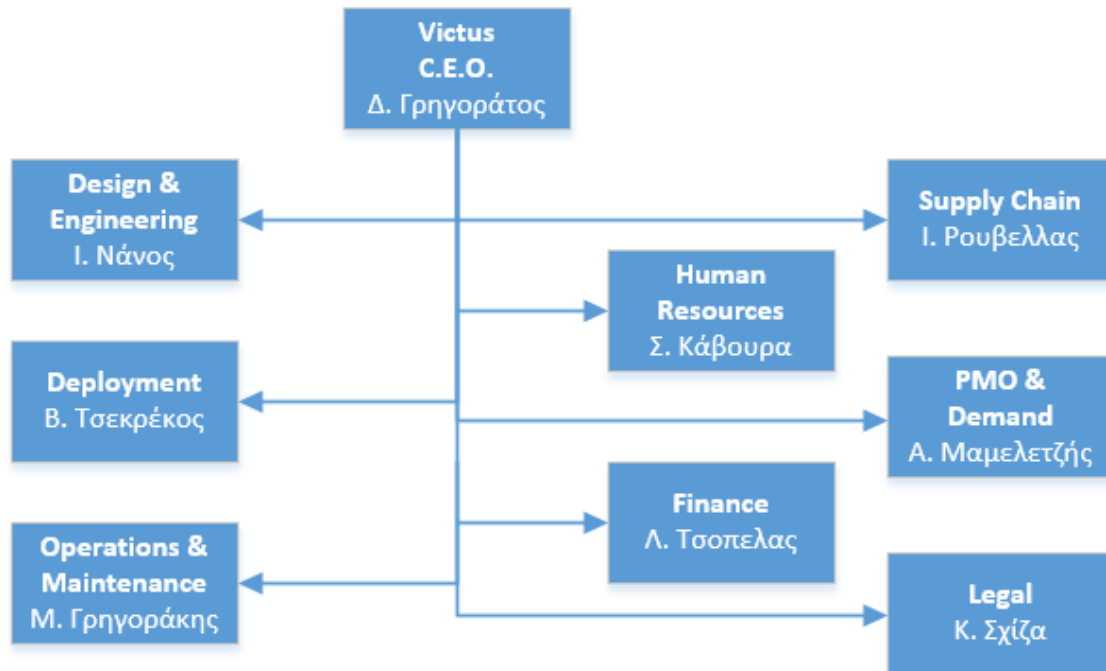 Victus
C.E.O.
Δ. Γρηγοράτος
Design &
Engineering
Ι. Νάνος
Supply Chain
Ι. Ρουβελλας
Human
Resources
Σ. Κάβουρα
Deployment
Β. Τσεκρέκος
PMO &
Demand
Α. Μαμελετζής
Finance
Λ. Τσοπελας
Operations &
Maintenance
Μ. Γρηγοράκης
Legal
Κ. Σχίζα